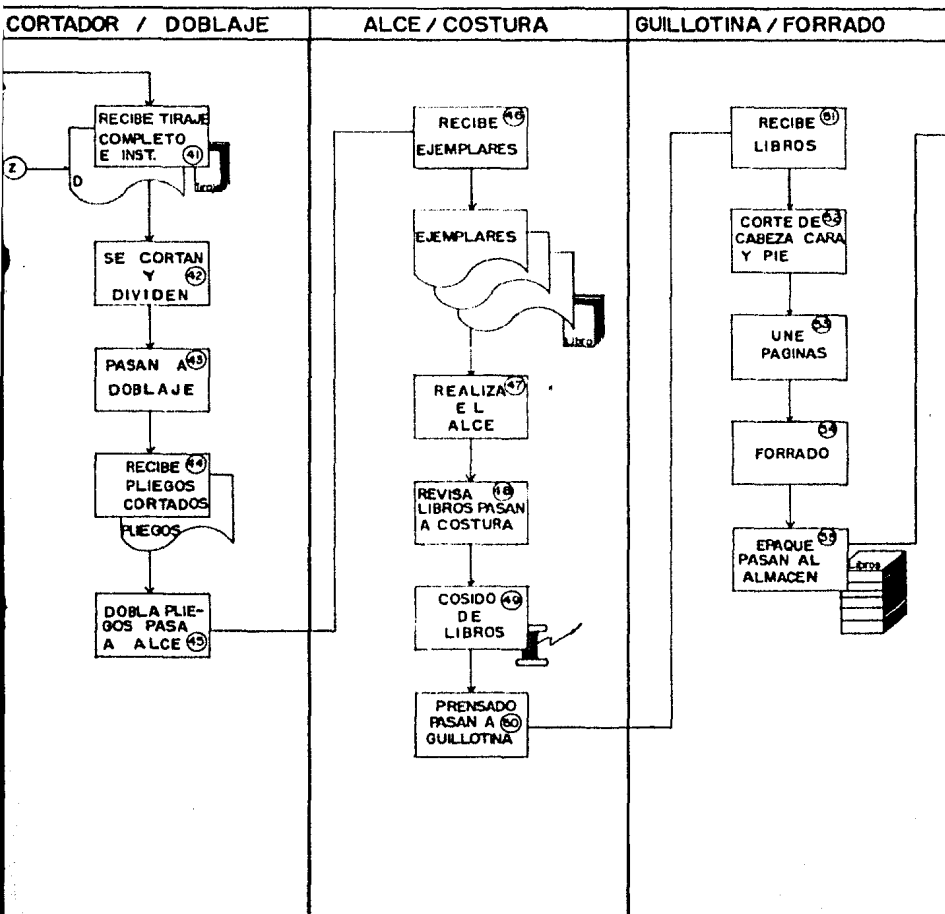 CORTADOR / DOBLAJE
ALCE / COSTURA
GUILLOTINA / FORRADO
RECIBE TIRAJE
COMPLETO
E INST. 41
D
2
Tiraje
SE CORTAN
Y 42
DIVIDEN
PASAN A 43
DOBLAJE
RECIBE 44
PLIEGOS
CORTADOS
PLIEGOS
DOBLA PLIE-
GOS PASA
A ALCE 45
RECIBE 46
EJEMPLARES
EJEMPLARES
Libro
REALIZA 47
EL
ALCE
REVISA 48
LIBROS PASAN
A COSTURA
COSIDO 49
DE
LIBROS
PRENSADO
PASAN A 50
GUILLOTINA
RECIBE 51
LIBROS
CORTE DE 52
CABEZA CARA
Y PIE
UNE 53
PAGINAS
54
FORRADO
EPAQUE 55
PASAN AL
ALMACEN
Libros